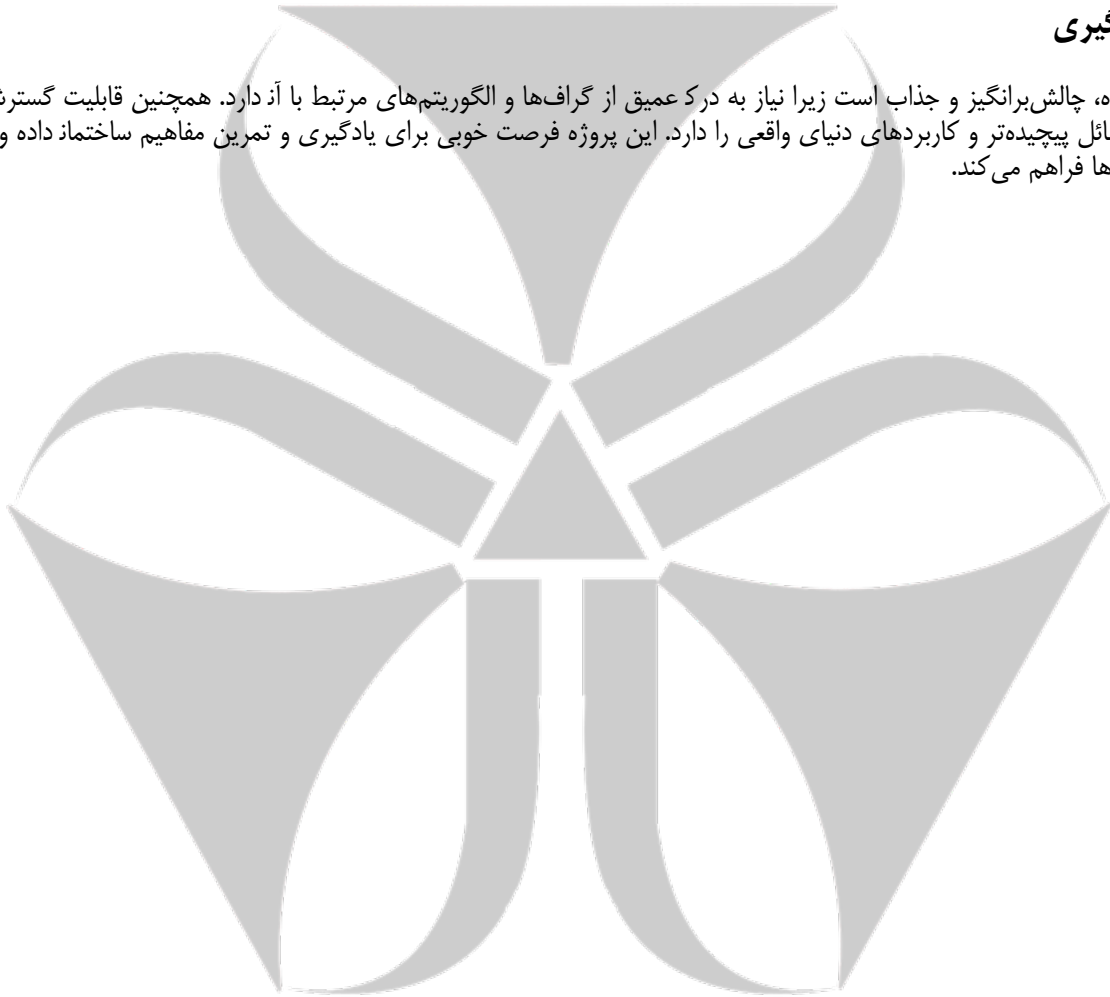 گیری
ه، چالش‌برانگیز و جذاب است زیرا نیاز به درک عمیق از گراف‌ها و الگوریتم‌های مرتبط با آن دارد. همچنین قابلیت گسترش
ائل پیچیده‌تر و کاربردهای دنیای واقعی را دارد. این پروژه فرصت خوبی برای یادگیری و تمرین مفاهیم ساختمان داده و
ها فراهم می‌کند.